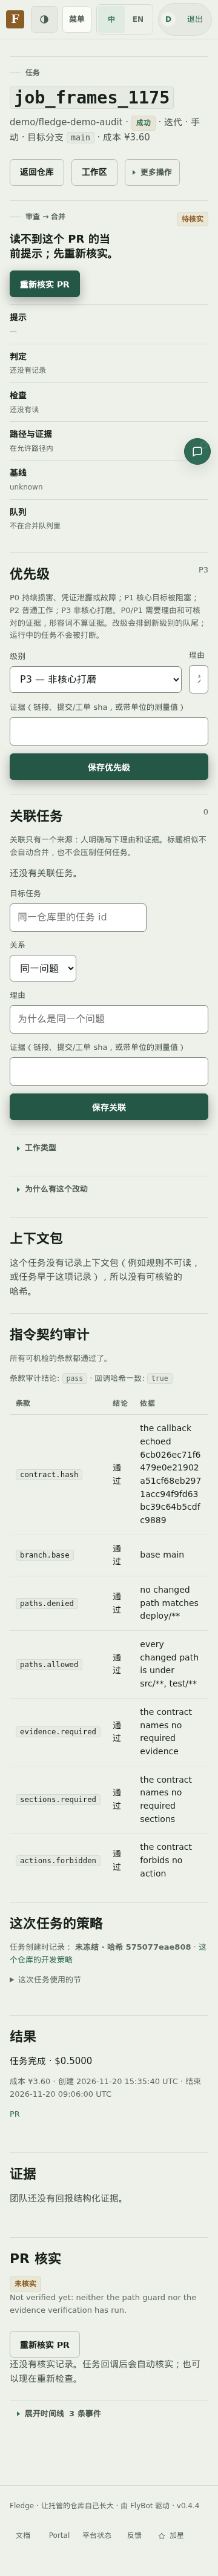 F 菜单 中 EN D 退出
任务
job_frames_1175
demo/fledge-demo-audit · 成功 · 迭代 · 手
动 · 目标分支 main · 成本 ¥3.60
返回仓库 工作区 更多操作
审查 → 合并 待核实
读不到这个 PR 的当
前提示；先重新核实。
重新核实 PR
提示
—
判定
还没有记录
检查
还没有读
路径与证据
在允许路径内
基线
unknown
队列
不在合并队列里
优先级 P3
P0 持续损害、凭证泄露或故障；P1 核心目标被阻塞；
P2 普通工作；P3 非核心打磨。P0/P1 需要理由和可核
对的证据，形容词不算证据。改级会排到新级别的队尾；
运行中的任务不会被打断。
级别 理由
P3 — 非核心打磨
证据（链接、提交/工单 sha，或带单位的测量值）
保存优先级
关联任务 0
关联只有一个来源：人明确写下理由和证据。标题相似不
会自动合并，也不会压制任何任务。
还没有关联任务。
目标任务
同一仓库里的任务 id
关系
同一问题
理由
为什么是同一个问题
证据（链接、提交/工单 sha，或带单位的测量值）
保存关联
工作类型
为什么有这个改动
上下文包
这个任务没有记录上下文包（例如规则不可读，
或任务早于这项记录），所以没有可核验的
哈希。
指令契约审计
所有可机检的条款都通过了。
条款审计结论: pass · 回调哈希一致: true
条款 结论 依据
contract.hash 通过 the callback
echoed
6cb026ec71f6
479e0e21902
a51cf68eb297
1acc94f9fd63
bc39c64b5cdf
c9889
branch.base 通过 base main
paths.denied 通过 no changed
path matches
deploy/**
paths.allowed 通过 every
changed path
is under
src/**, test/**
evidence.required 通过 the contract
names no
required
evidence
sections.required 通过 the contract
names no
required
sections
actions.forbidden 通过 the contract
forbids no
action
这次任务的策略
任务创建时记录： 未冻结 · 哈希 575077eae808 · 这
个仓库的开发策略
这次任务使用的节
结果
任务完成 · $0.5000
成本 ¥3.60 · 创建 2026-11-20 15:35:40 UTC · 结束
2026-11-20 09:06:00 UTC
PR
证据
团队还没有回报结构化证据。
PR 核实
未核实
Not verified yet: neither the path guard nor the
evidence verification has run.
重新核实 PR
还没有核实记录。任务回调后会自动核实；也可
以现在重新检查。
展开时间线 3 条事件
Fledge · 让托管的仓库自己长大 · 由 FlyBot 驱动 · v0.4.4
文档 Portal 平台状态 反馈 ☆ 加星